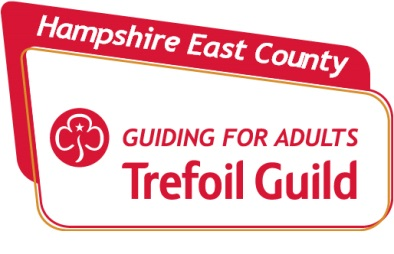 Hampshire East County
GUIDING FOR ADULTS
Trefoil Guild